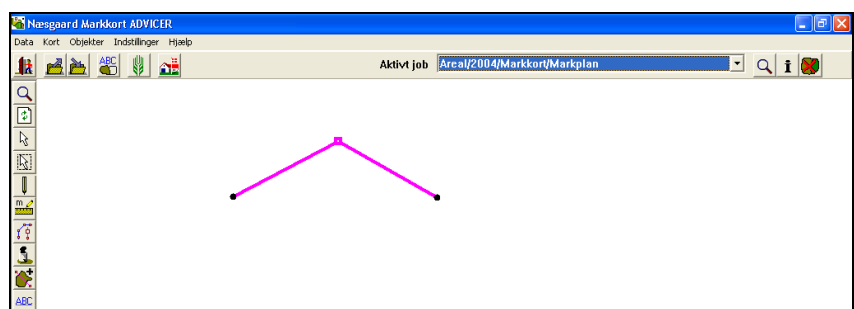 Næsgaard Markkort ADVICER
Data Kort Objekter Indstillinger Hjælp
ABC Aktivt job Areal/2004/Markkort/Markplan i
m
ABC